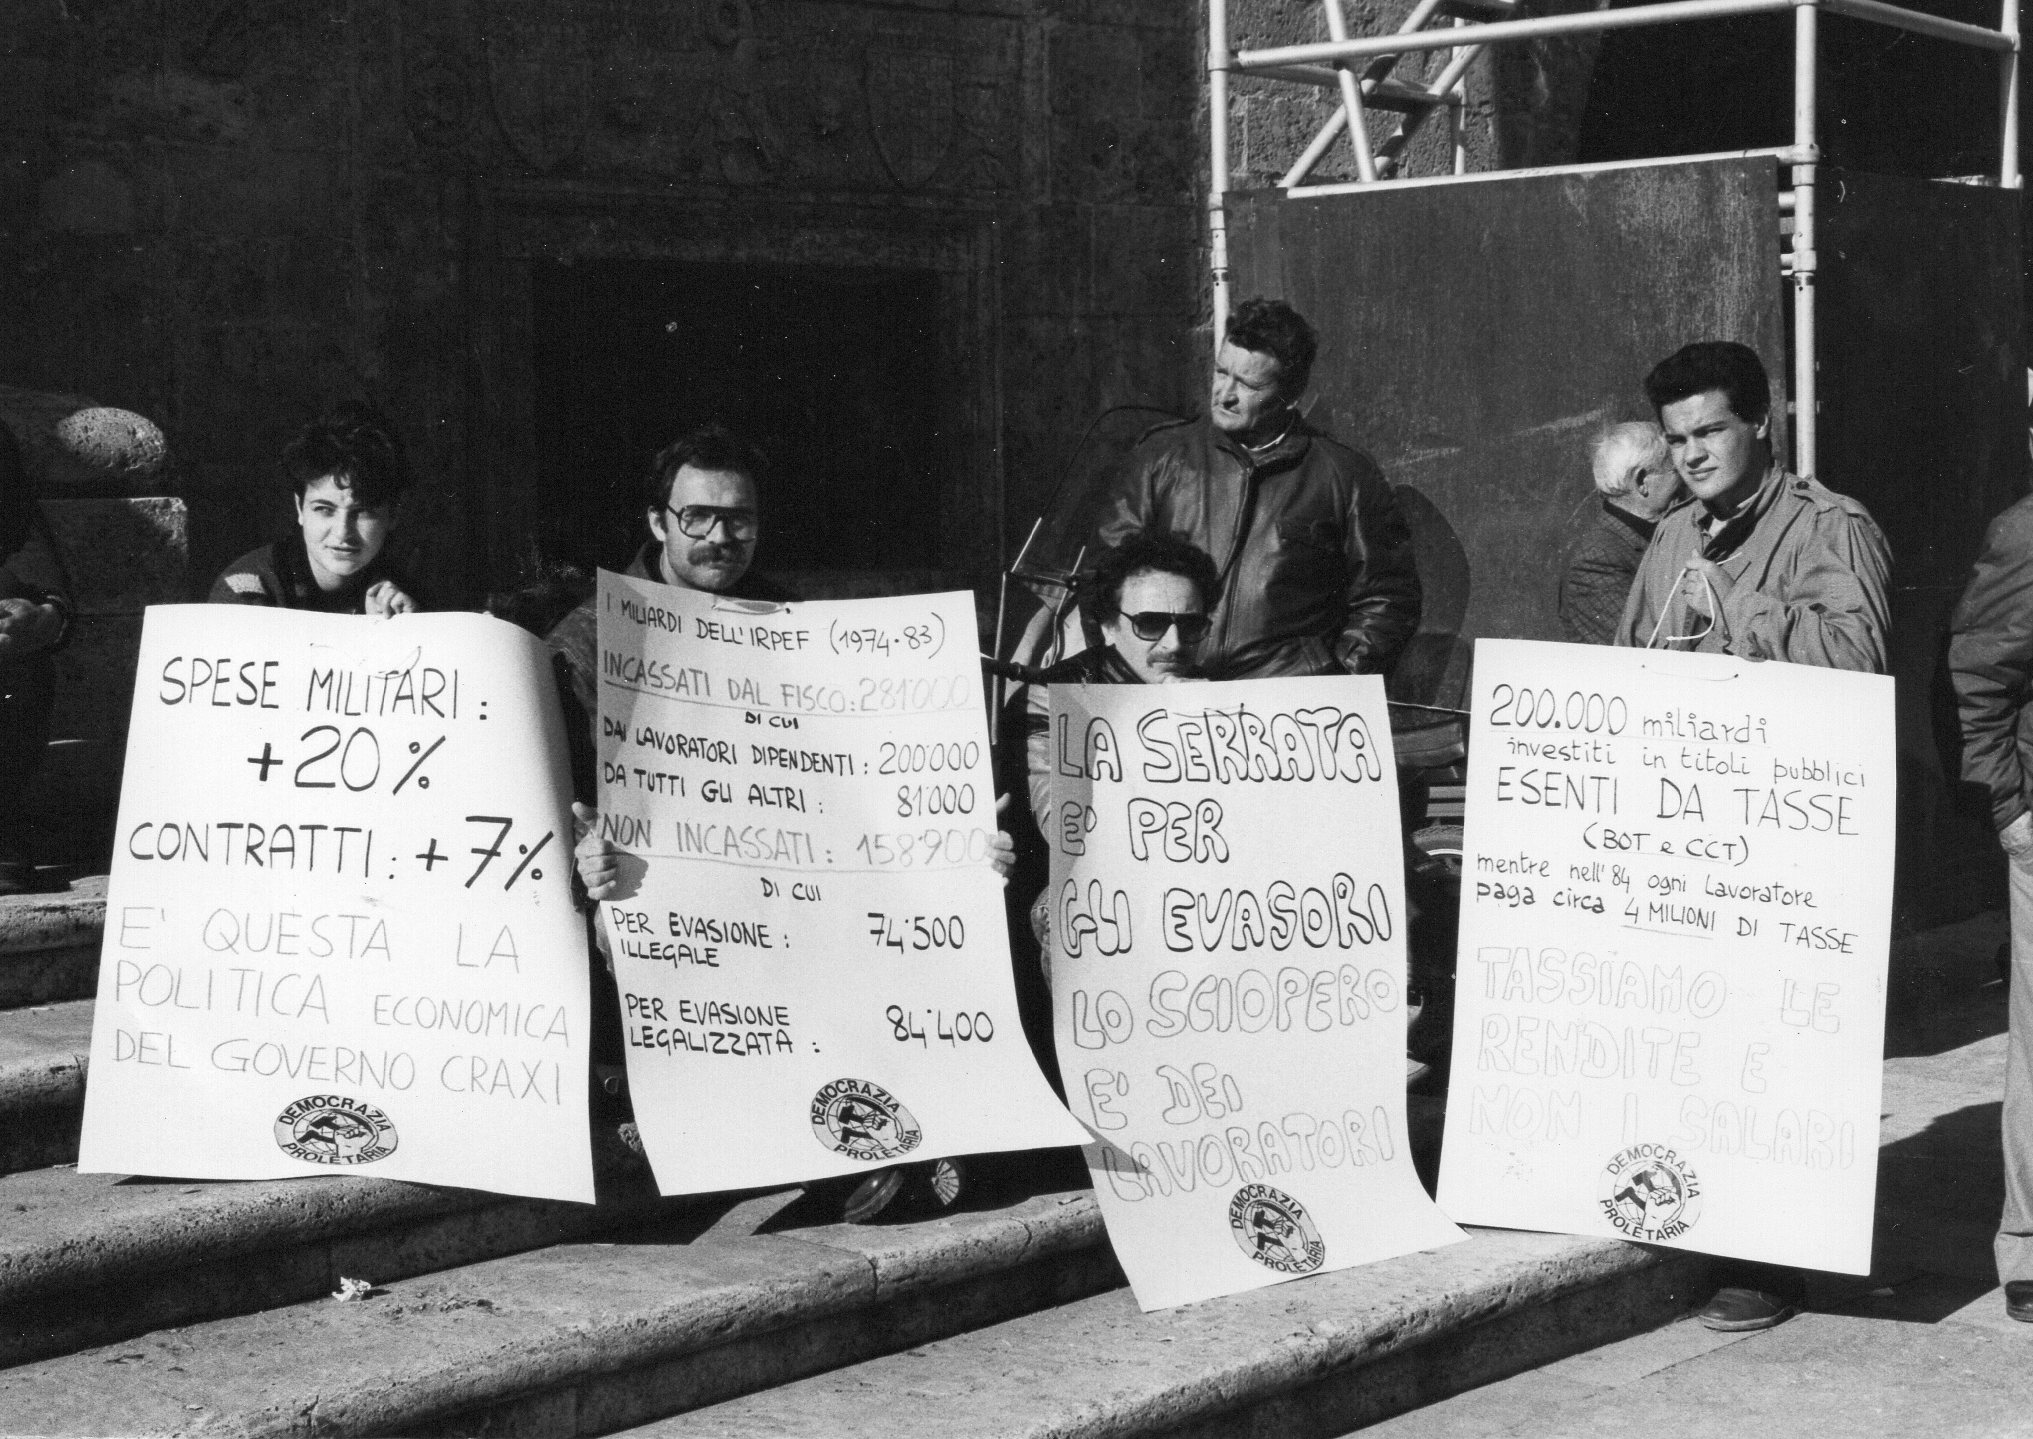 SPESE MILITARI:
+20%
CONTRATTI: +7%
E' QUESTA LA
POLITICA ECONOMICA
DEL GOVERNO CRAXI
DEMOCRAZIA
PROLETARIA
I MILIARDI DELL'IRPEF (1974-83)
INCASSATI DAL FISCO: 281'000
DI CUI
DAI LAVORATORI DIPENDENTI: 200'000
DA TUTTI GLI ALTRI: 81'000
NON INCASSATI: 158'900
DI CUI
PER EVASIONE: 74'500
ILLEGALE
PER EVASIONE 84'400
LEGALIZZATA:
DEMOCRAZIA
PROLETARIA
LA SERRATA
E' PER
GLI EVASORI
LO SCIOPERO
E' DEI
LAVORATORI
DEMOCRAZIA
PROLETARIA
200.000 miliardi
investiti in titoli pubblici
ESENTI DA TASSE
(BOT e CCT)
mentre nell'84 ogni lavoratore
paga circa 4 MILIONI DI TASSE
TASSIAMO LE
RENDITE E
NON I SALARI
DEMOCRAZIA
PROLETARIA